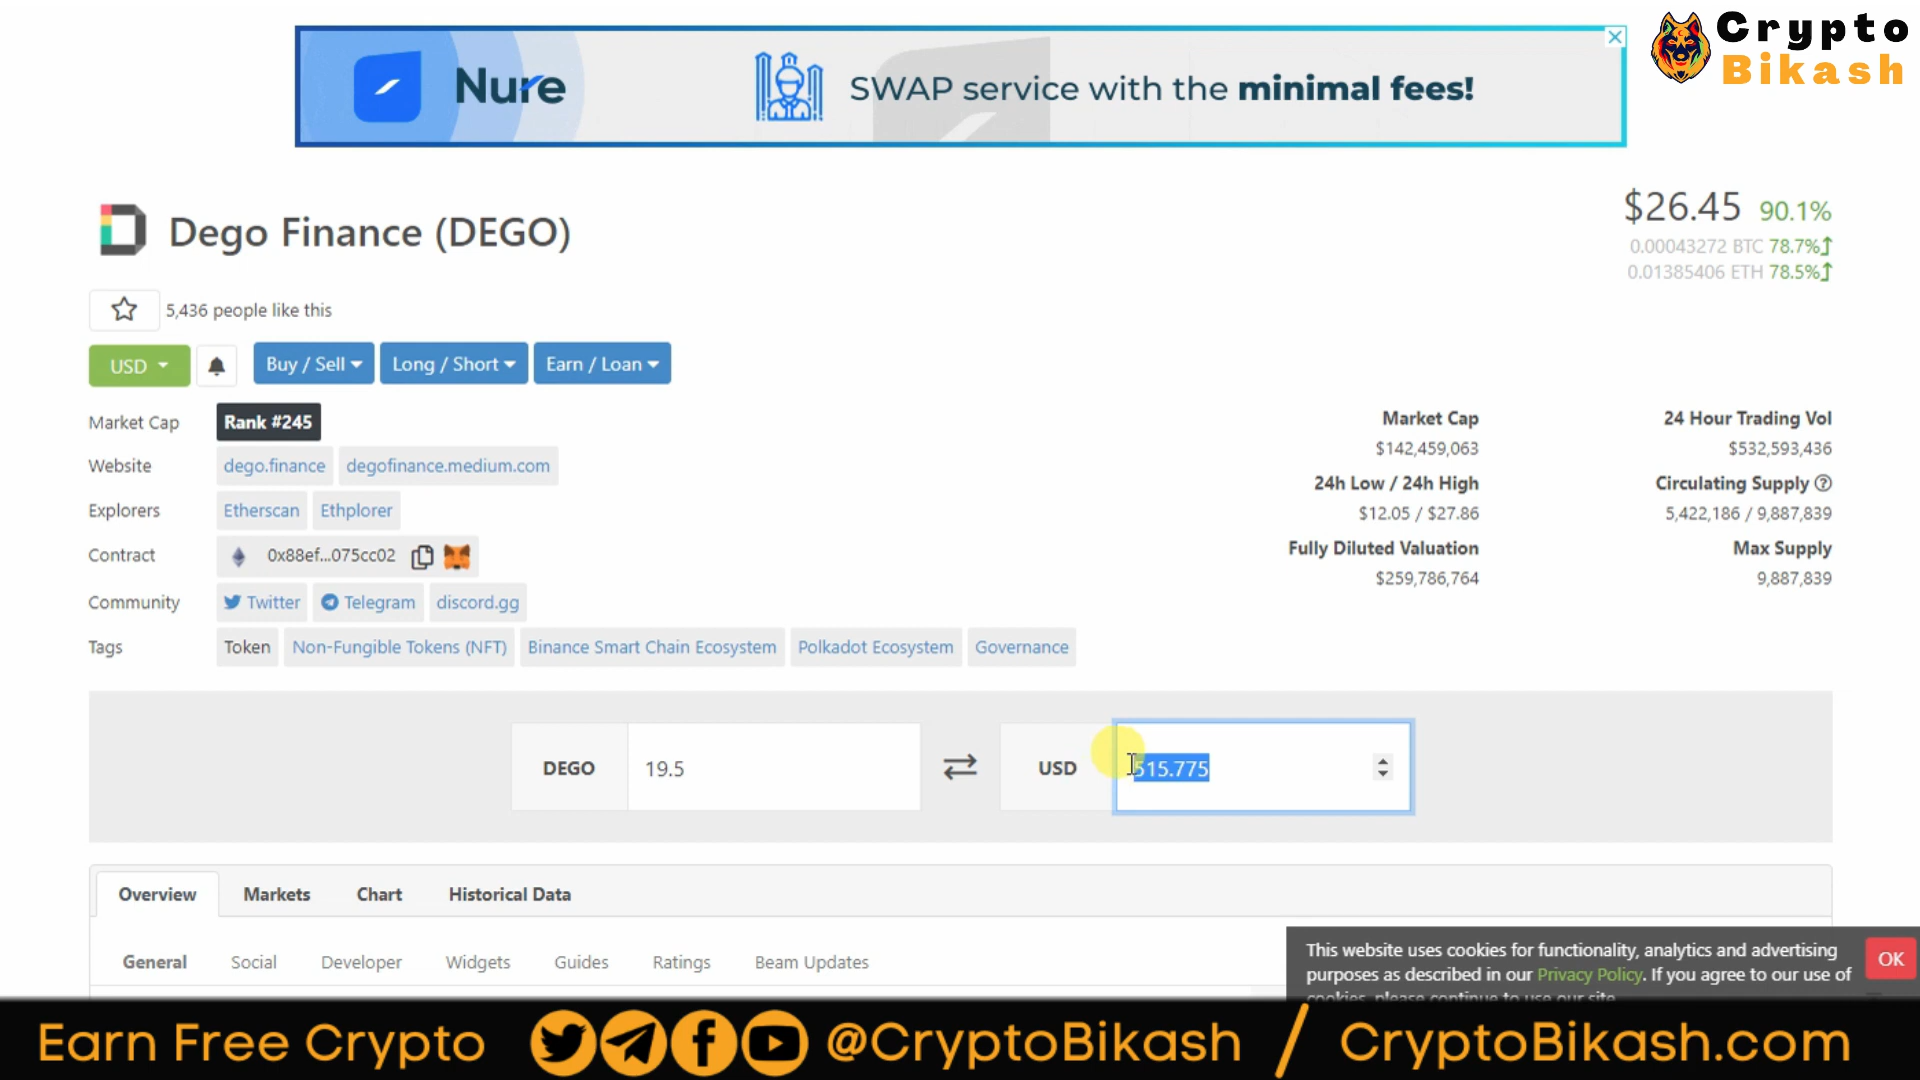 Nure
SWAP service with the minimal fees!
Crypto
Bikash
Dego Finance (DEGO)
$26.45 90.1%
0.00043272 BTC 78.7%
0.01385406 ETH 78.5%
5,436 people like this
USD
Buy / Sell
Long / Short
Earn / Loan
Market Cap Rank #245
Website dego.finance degofinance.medium.com
Explorers Etherscan Ethplorer
Contract 0x88ef...075cc02
Community Twitter Telegram discord.gg
Tags Token Non-Fungible Tokens (NFT) Binance Smart Chain Ecosystem Polkadot Ecosystem Governance
Market Cap
$142,459,063
24h Low / 24h High
$12.05 / $27.86
Fully Diluted Valuation
$259,786,764
24 Hour Trading Vol
$532,593,436
Circulating Supply
5,422,186 / 9,887,839
Max Supply
9,887,839
DEGO 19.5 USD 515.775
Overview Markets Chart Historical Data
General Social Developer Widgets Guides Ratings Beam Updates
This website uses cookies for functionality, analytics and advertising
purposes as described in our Privacy Policy. If you agree to our use of
cookies, please continue to use our site.
OK
Earn Free Crypto @CryptoBikash / CryptoBikash.com